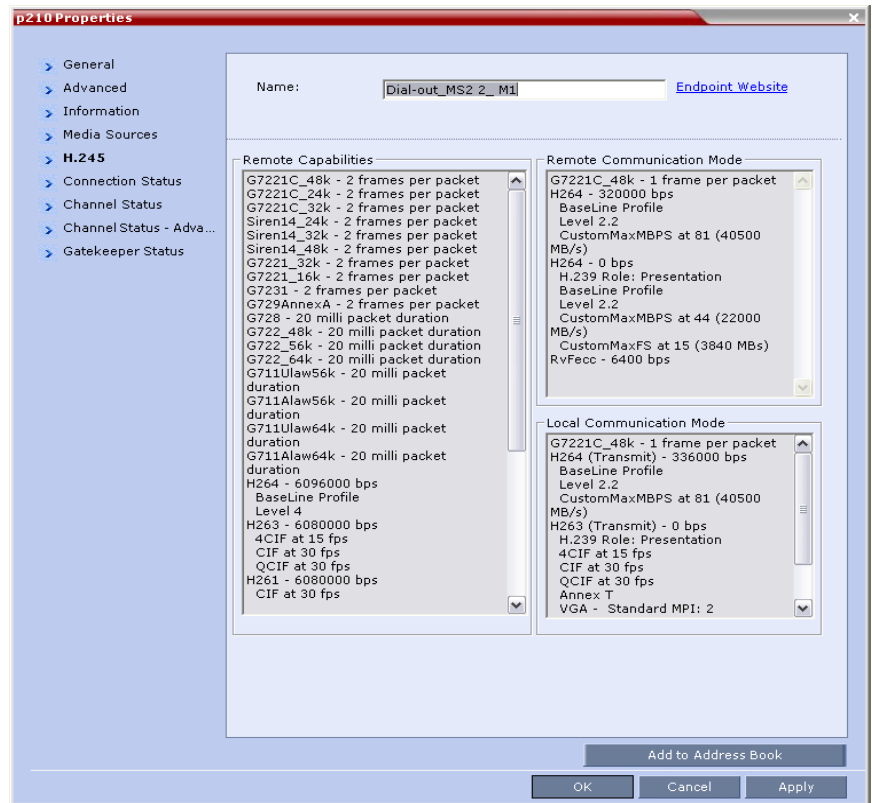 p210 Properties
General
Advanced
Information
Media Sources
H.245
Connection Status
Channel Status
Channel Status - Adva...
Gatekeeper Status
Name:
Dial-out_MS2 2_ M1
Endpoint Website
Remote Capabilities
G7221C_48k - 2 frames per packet
G7221C_24k - 2 frames per packet
G7221C_32k - 2 frames per packet
Siren14_24k - 2 frames per packet
Siren14_32k - 2 frames per packet
Siren14_48k - 2 frames per packet
G7221_32k - 2 frames per packet
G7221_16k - 2 frames per packet
G7231 - 2 frames per packet
G729AnnexA - 2 frames per packet
G728 - 20 milli packet duration
G722_48k - 20 milli packet duration
G722_56k - 20 milli packet duration
G722_64k - 20 milli packet duration
G711Ulaw56k - 20 milli packet
duration
G711Alaw56k - 20 milli packet
duration
G711Ulaw64k - 20 milli packet
duration
G711Alaw64k - 20 milli packet
duration
H264 - 6096000 bps
BaseLine Profile
Level 4
H263 - 6080000 bps
4CIF at 15 fps
CIF at 30 fps
QCIF at 30 fps
H261 - 6080000 bps
CIF at 30 fps
Remote Communication Mode
G7221C_48k - 1 frame per packet
H264 - 320000 bps
BaseLine Profile
Level 2.2
CustomMaxMBPS at 81 (40500
MB/s)
H264 - 0 bps
H.239 Role: Presentation
BaseLine Profile
Level 2.2
CustomMaxMBPS at 44 (22000
MB/s)
CustomMaxFS at 15 (3840 MBs)
RvFecc - 6400 bps
Local Communication Mode
G7221C_48k - 1 frame per packet
H264 (Transmit) - 336000 bps
BaseLine Profile
Level 2.2
CustomMaxMBPS at 81 (40500
MB/s)
H263 (Transmit) - 0 bps
H.239 Role: Presentation
4CIF at 15 fps
CIF at 30 fps
QCIF at 30 fps
Annex T
VGA - Standard MPI: 2
Add to Address Book
OK
Cancel
Apply